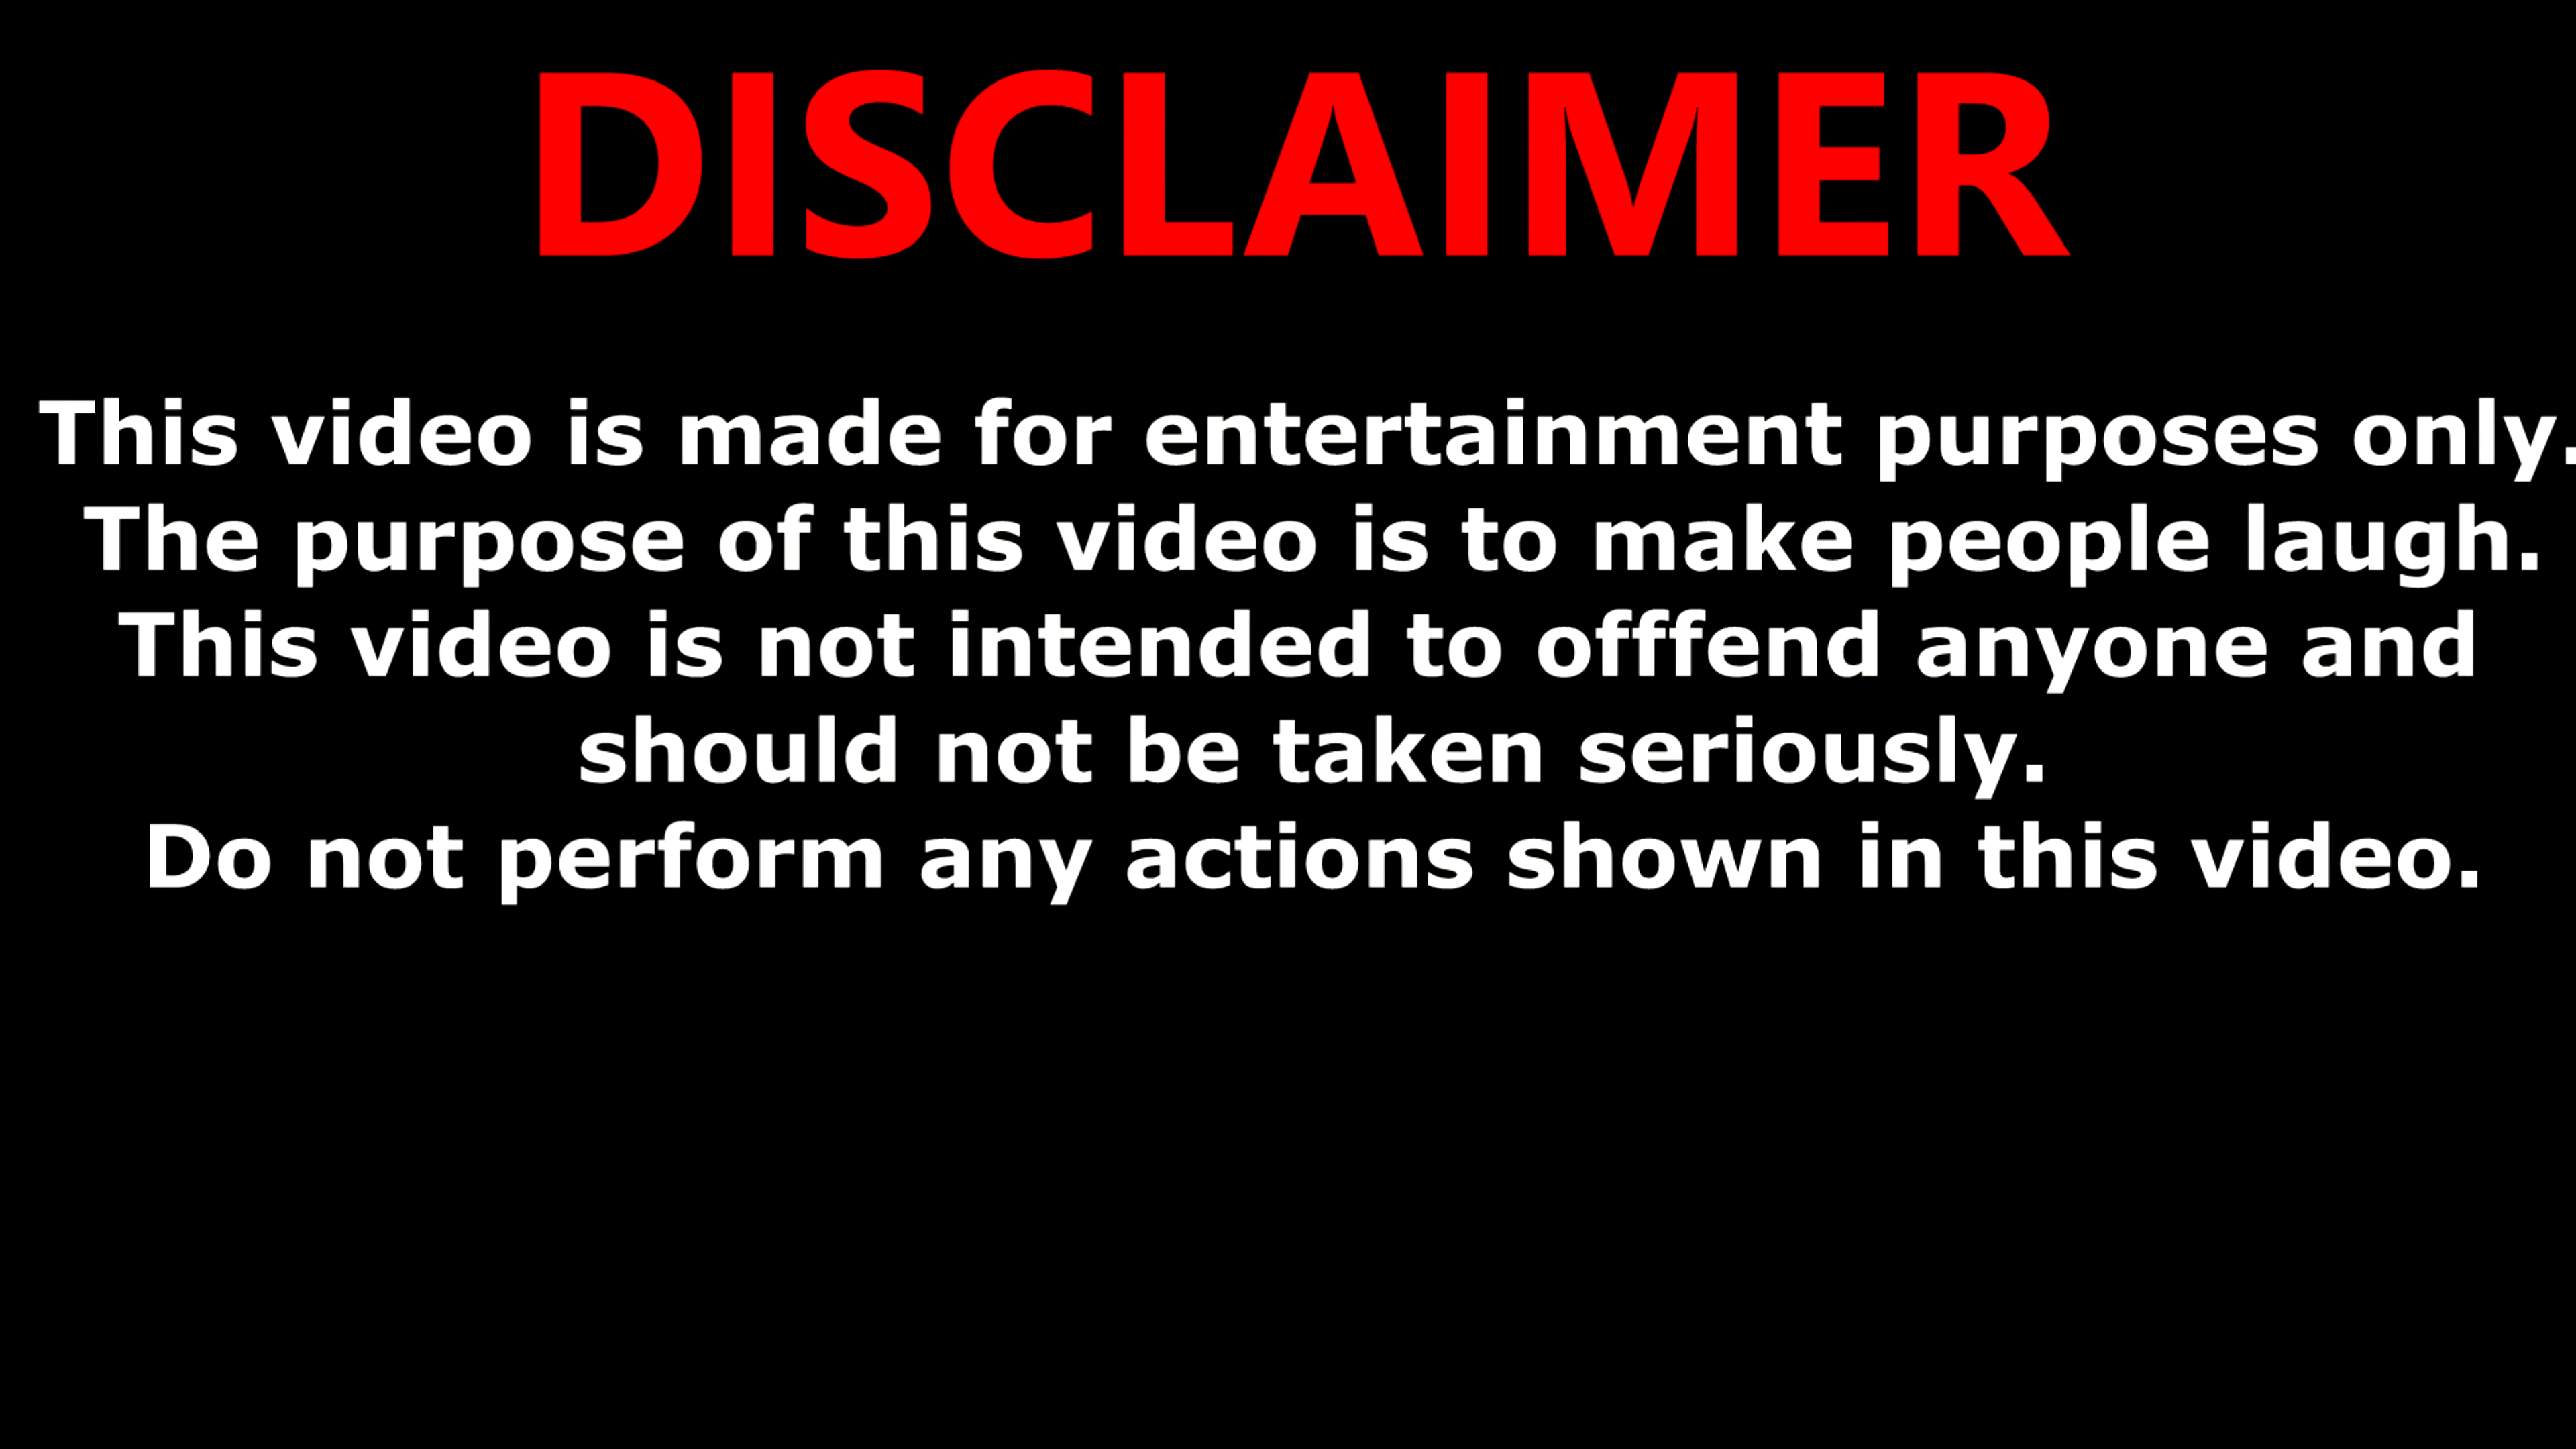 DISCLAIMER
This video is made for entertainment purposes only.
The purpose of this video is to make people laugh.
This video is not intended to offfend anyone and
should not be taken seriously.
Do not perform any actions shown in this video.